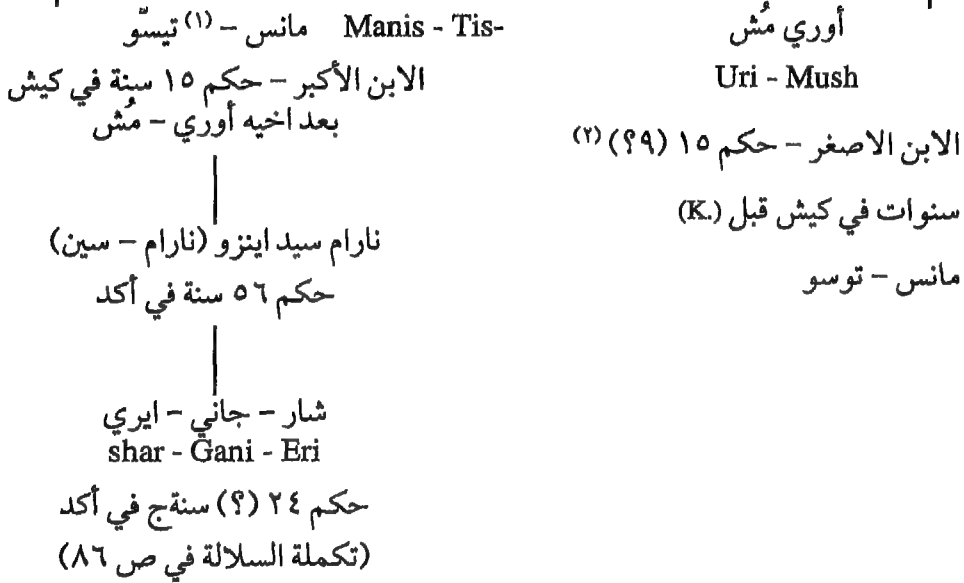 أوري مُش
Uri - Mush
الابن الاصغر – حكم ١٥ (٩؟) (٢)
سنوات في كيش قبل (K.)
مانس – توسو
مانس – (١) تيسّو Manis - Tis-
الابن الأكبر – حكم ١٥ سنة في كيش
بعد اخيه أوري – مُش
نارام سيد اينزو (نارام – سين)
حكم ٥٦ سنة في أكد
شار – جاني – ايري
shar - Gani - Eri
حكم ٢٤ (؟) سنةج في أكد
(تكملة السلالة في ص ٨٦)